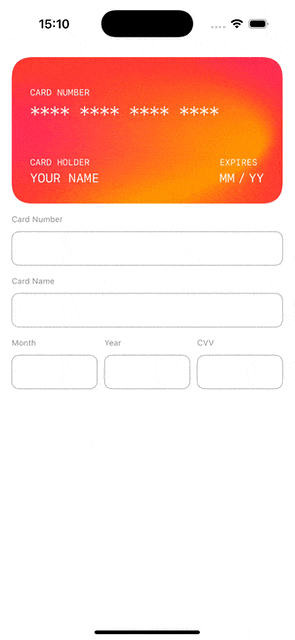 15:10
CARD NUMBER
**** **** **** ****
CARD HOLDER
EXPIRES
YOUR NAME
MM / YY
Card Number
Card Name
Month
Year
CVV